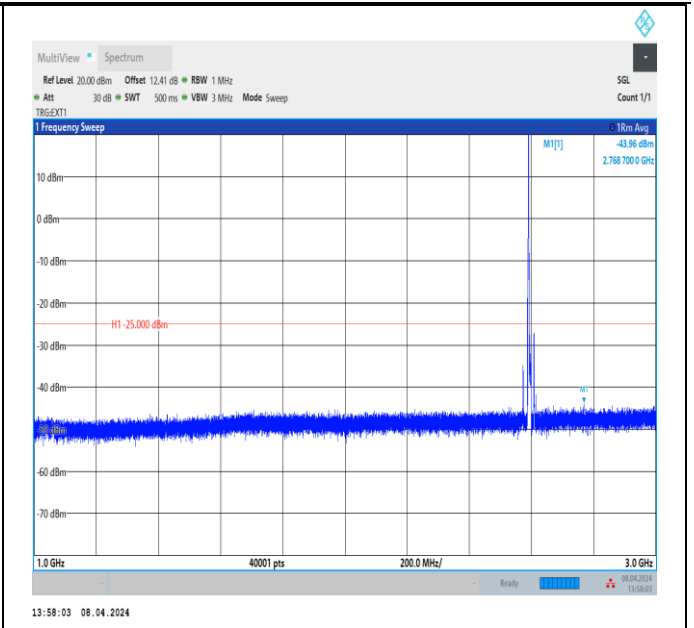 MultiView Spectrum
Ref Level 20.00 dBm Offset 12.41 dB RBW 1 MHz SGL
Att 30 dB SWT 500 ms VBW 3 MHz Mode Sweep Count 1/1
TRG:EXT1
1 Frequency Sweep 1Rm Avg
M1[1] -43.96 dBm
2.768 700 0 GHz
10 dBm
0 dBm
-10 dBm
-20 dBm
H1 -25.000 dBm
-30 dBm
-40 dBm
M1
-50 dBm
-60 dBm
-70 dBm
1.0 GHz 40001 pts 200.0 MHz/ 3.0 GHz
Ready 08.04.2024
13:58:03
13:58:03 08.04.2024